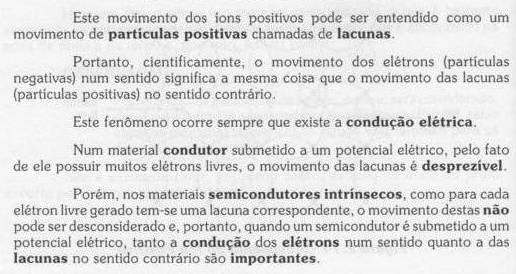 Este movimento dos íons positivos pode ser entendido como um
movimento de partículas positivas chamadas de lacunas.
Portanto, cientificamente, o movimento dos elétrons (partículas
negativas) num sentido significa a mesma coisa que o movimento das lacunas
(partículas positivas) no sentido contrário.
Este fenômeno ocorre sempre que existe a condução elétrica.
Num material condutor submetido a um potencial elétrico, pelo fato
de ele possuir muitos elétrons livres, o movimento das lacunas é desprezível.
Porém, nos materiais semicondutores intrínsecos, como para cada
elétron livre gerado tem-se uma lacuna correspondente, o movimento destas não
pode ser desconsiderado e, portanto, quando um semicondutor é submetido a um
potencial elétrico, tanto a condução dos elétrons num sentido quanto a das
lacunas no sentido contrário são importantes.